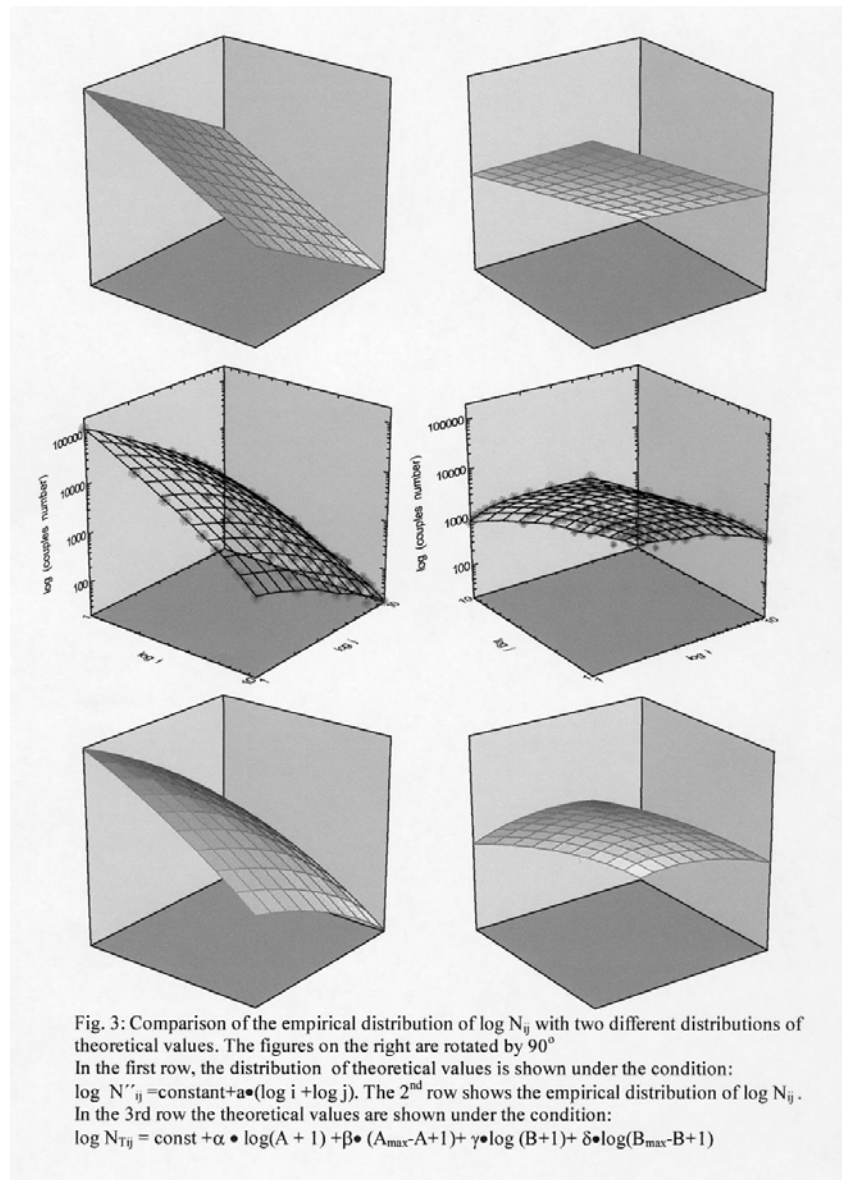 100000
10000
1000
100
log (couples number)
1
log i
10
1
log j
10
100000
10000
1000
100
log (couples number)
10
log j
1
1
log i
10
Fig. 3: Comparison of the empirical distribution of log Nij with two different distributions of
theoretical values. The figures on the right are rotated by 90°
In the first row, the distribution of theoretical values is shown under the condition:
log N´´ij =constant+a•(log i +log j). The 2nd row shows the empirical distribution of log Nij .
In the 3rd row the theoretical values are shown under the condition:
log NTij = const +α • log(A + 1) +β• (Amax-A+1)+ γ•log (B+1)+ δ•log(Bmax-B+1)